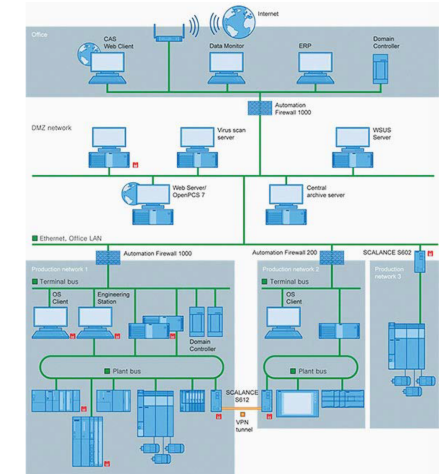 Internet
Office
CAS
Web Client
Data Monitor
ERP
Domain
Controller
Automation
Firewall 1000
DMZ network
Virus scan
server
WSUS
Server
Web Server/
OpenPCS 7
Central
archive server
Ethernet, Office LAN
Automation Firewall 1000
Automation Firewall 200
SCALANCE S602
Production network 1
Production network 2
Production
network 3
Terminal bus
Terminal bus
OS
Client
Engineering
Station
OS
Client
Domain
Controller
Plant bus
Plant bus
SCALANCE
S612
VPN
tunnel